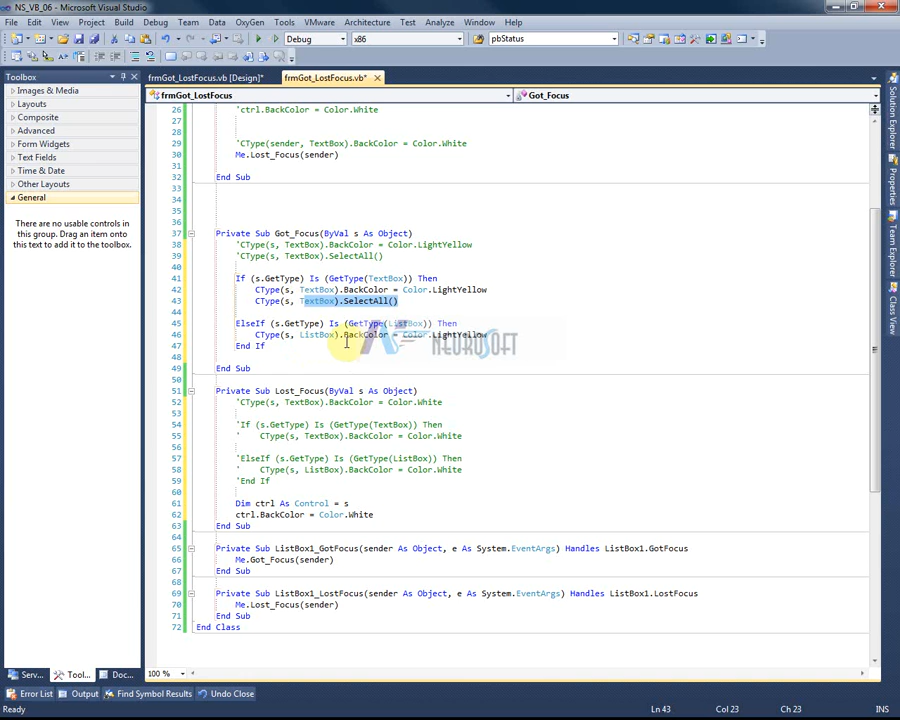 NS_VB_06 - Microsoft Visual Studio
File Edit View Project Build Debug Team Data OxyGen Tools VMware Architecture Test Analyze Window Help
Debug x86 pbStatus
Toolbox
frmGot_LostFocus.vb [Design]* frmGot_LostFocus.vb*
Images & Media
Layouts
Composite
Advanced
Form Widgets
Text Fields
Time & Date
Other Layouts
General
There are no usable controls in
this group. Drag an item onto
this text to add it to the toolbox.
frmGot_LostFocus Got_Focus
26 'ctrl.BackColor = Color.White
27
28
29 'CType(sender, TextBox).BackColor = Color.White
30 Me.Lost_Focus(sender)
31
32 End Sub
33
34
35
36
37 Private Sub Got_Focus(ByVal s As Object)
38 'CType(s, TextBox).BackColor = Color.LightYellow
39 'CType(s, TextBox).SelectAll()
40
41 If (s.GetType) Is (GetType(TextBox)) Then
42 CType(s, TextBox).BackColor = Color.LightYellow
43 CType(s, TextBox).SelectAll()
44
45 ElseIf (s.GetType) Is (GetType(ListBox)) Then
46 CType(s, ListBox).BackColor = Color.LightYellow
47 End If
48
49 End Sub
50
51 Private Sub Lost_Focus(ByVal s As Object)
52 'CType(s, TextBox).BackColor = Color.White
53
54 'If (s.GetType) Is (GetType(TextBox)) Then
55 ' CType(s, TextBox).BackColor = Color.White
56
57 'ElseIf (s.GetType) Is (GetType(ListBox)) Then
58 ' CType(s, ListBox).BackColor = Color.White
59 'End If
60
61 Dim ctrl As Control = s
62 ctrl.BackColor = Color.White
63 End Sub
64
65 Private Sub ListBox1_GotFocus(sender As Object, e As System.EventArgs) Handles ListBox1.GotFocus
66 Me.Got_Focus(sender)
67 End Sub
68
69 Private Sub ListBox1_LostFocus(sender As Object, e As System.EventArgs) Handles ListBox1.LostFocus
70 Me.Lost_Focus(sender)
71 End Sub
72 End Class
NEUROSOFT
Solution Explorer
Properties
Team Explorer
100 %
Serv... Tool... Doc...
Error List Output Find Symbol Results Undo Close
Ready Ln 43 Col 23 Ch 23 INS